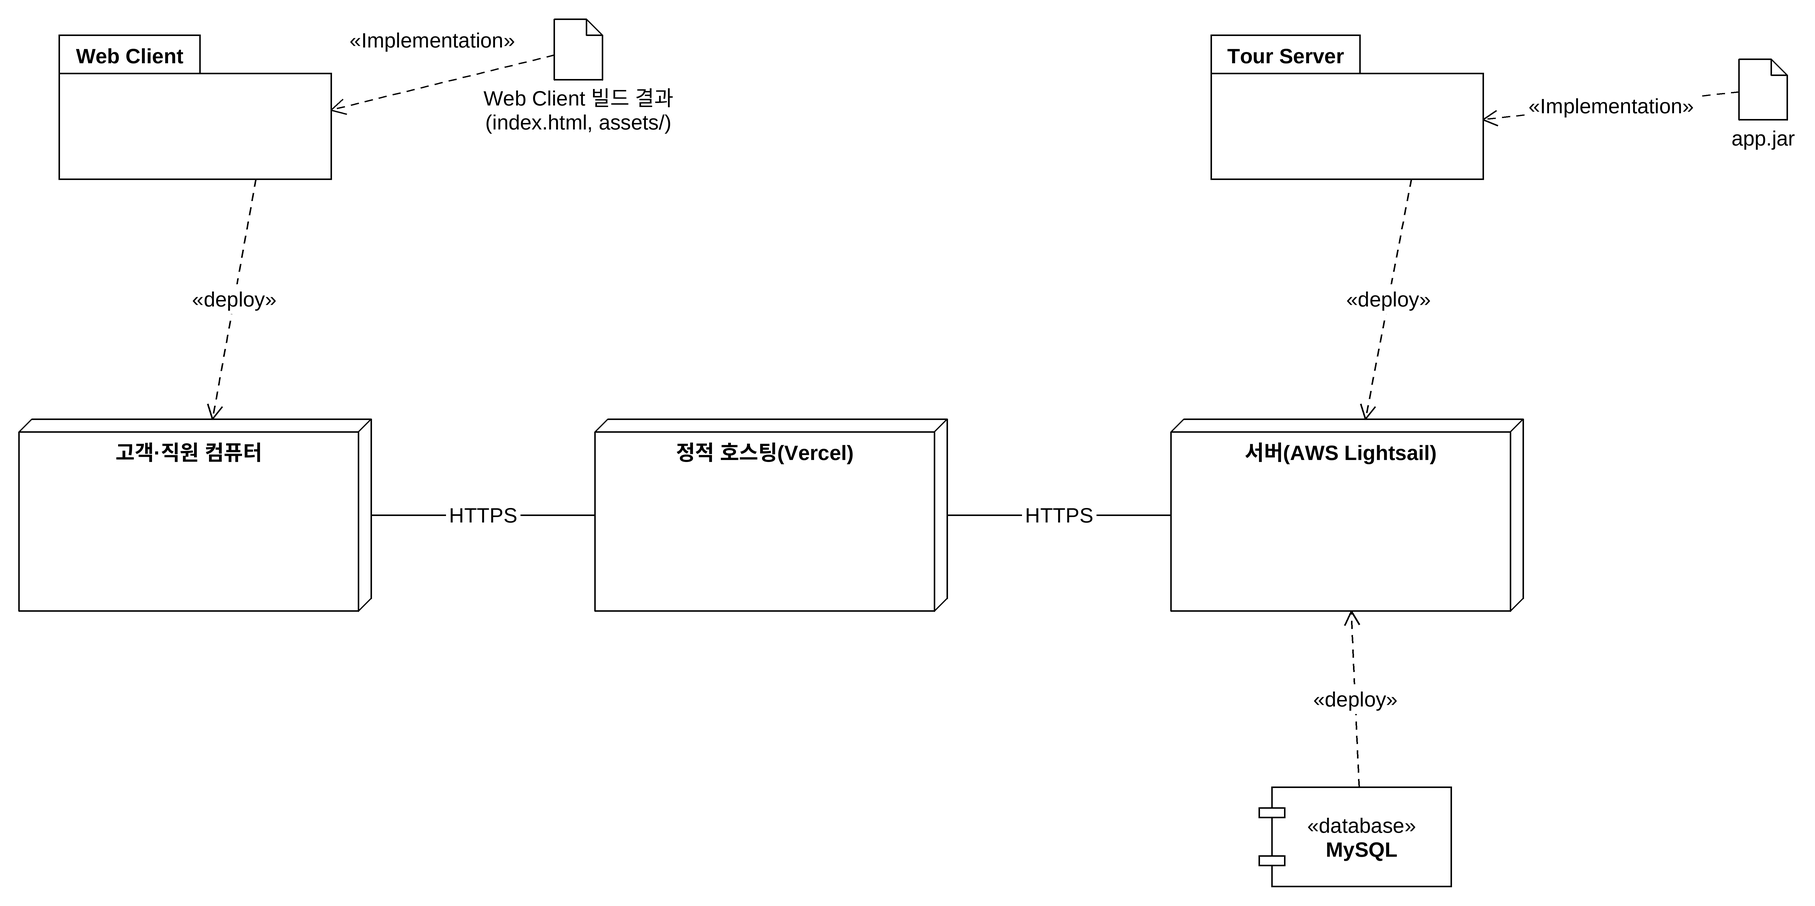 Web Client
«Implementation»
Web Client 빌드 결과
(index.html, assets/)
Tour Server
«Implementation»
app.jar
«deploy»
«deploy»
고객·직원 컴퓨터
HTTPS
정적 호스팅(Vercel)
HTTPS
서버(AWS Lightsail)
«deploy»
«database»
MySQL